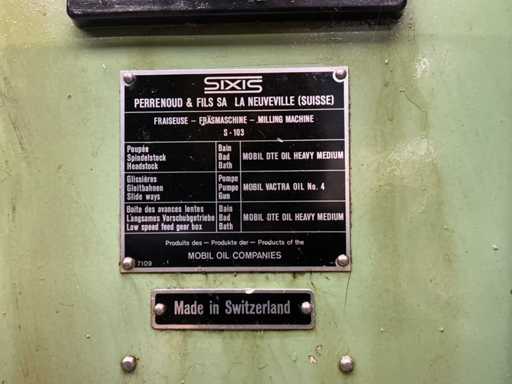 SIXIS
PERRENOUD & FILS SA LA NEUVEVILLE (SUISSE)
FRAISEUSE – FRÄSMASCHINE – MILLING MACHINE
S - 103
Poupée Bain
Spindelstock Bad MOBIL DTE OIL HEAVY MEDIUM
Headstock Bath
Glissières Pompe
Gleitbahnen Pumpe MOBIL VACTRA OIL No. 4
Slide ways Gun
Boîte des avances lentes Bain
Langsames Vorschubgetriebe Bad MOBIL DTE OIL HEAVY MEDIUM
Low speed feed gear box Bath
Produits des – Produkte der – Products of the
MOBIL OIL COMPANIES
7109
Made in Switzerland